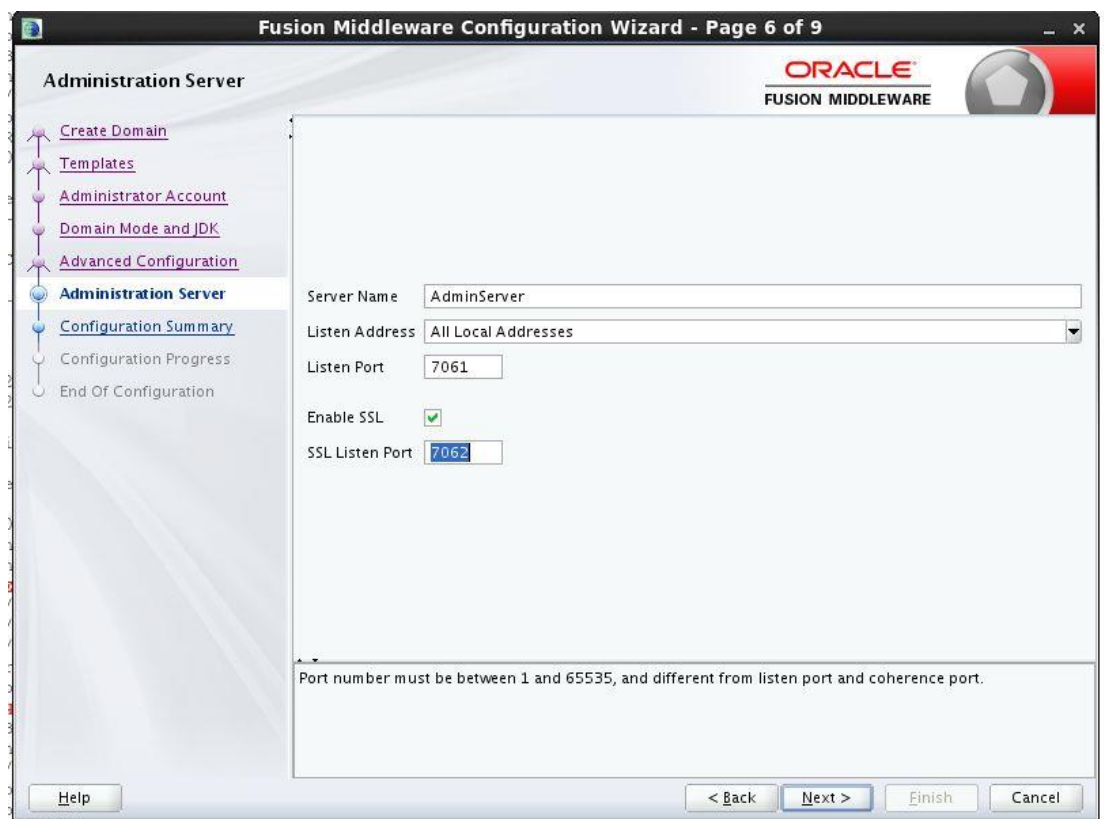 Fusion Middleware Configuration Wizard - Page 6 of 9
Administration Server
ORACLE
FUSION MIDDLEWARE
Create Domain
Templates
Administrator Account
Domain Mode and JDK
Advanced Configuration
Administration Server
Configuration Summary
Configuration Progress
End Of Configuration
Server Name AdminServer
Listen Address All Local Addresses
Listen Port 7061
Enable SSL
SSL Listen Port 7062
Port number must be between 1 and 65535, and different from listen port and coherence port.
Help
< Back Next > Finish Cancel